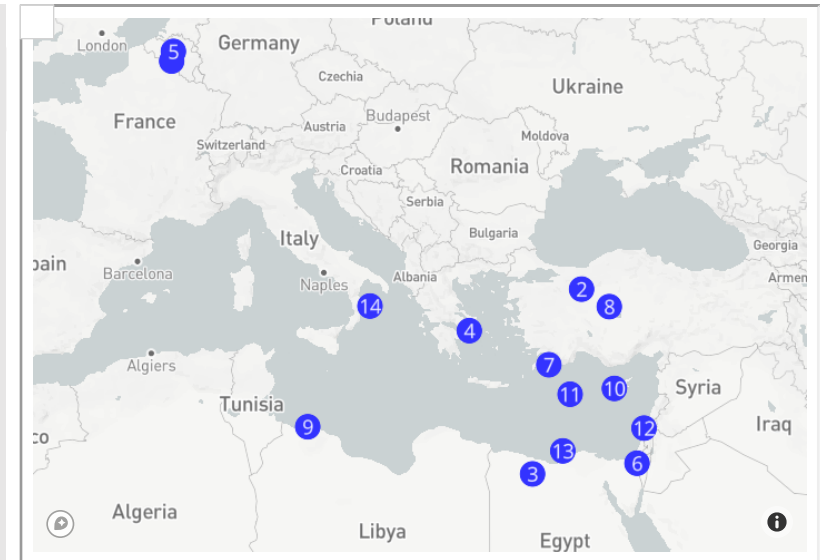 Poland
London
5
Germany
Czechia
Ukraine
France
Budapest
Austria
Moldova
Switzerland
Croatia
Romania
Serbia
Italy
Bulgaria
Georgia
pain
Barcelona
Naples
Albania
Armen
2
14
8
4
Algiers
7
Tunisia
11
10
Syria
9
12
Iraq
co
13
6
3
Algeria
Libya
Egypt
i